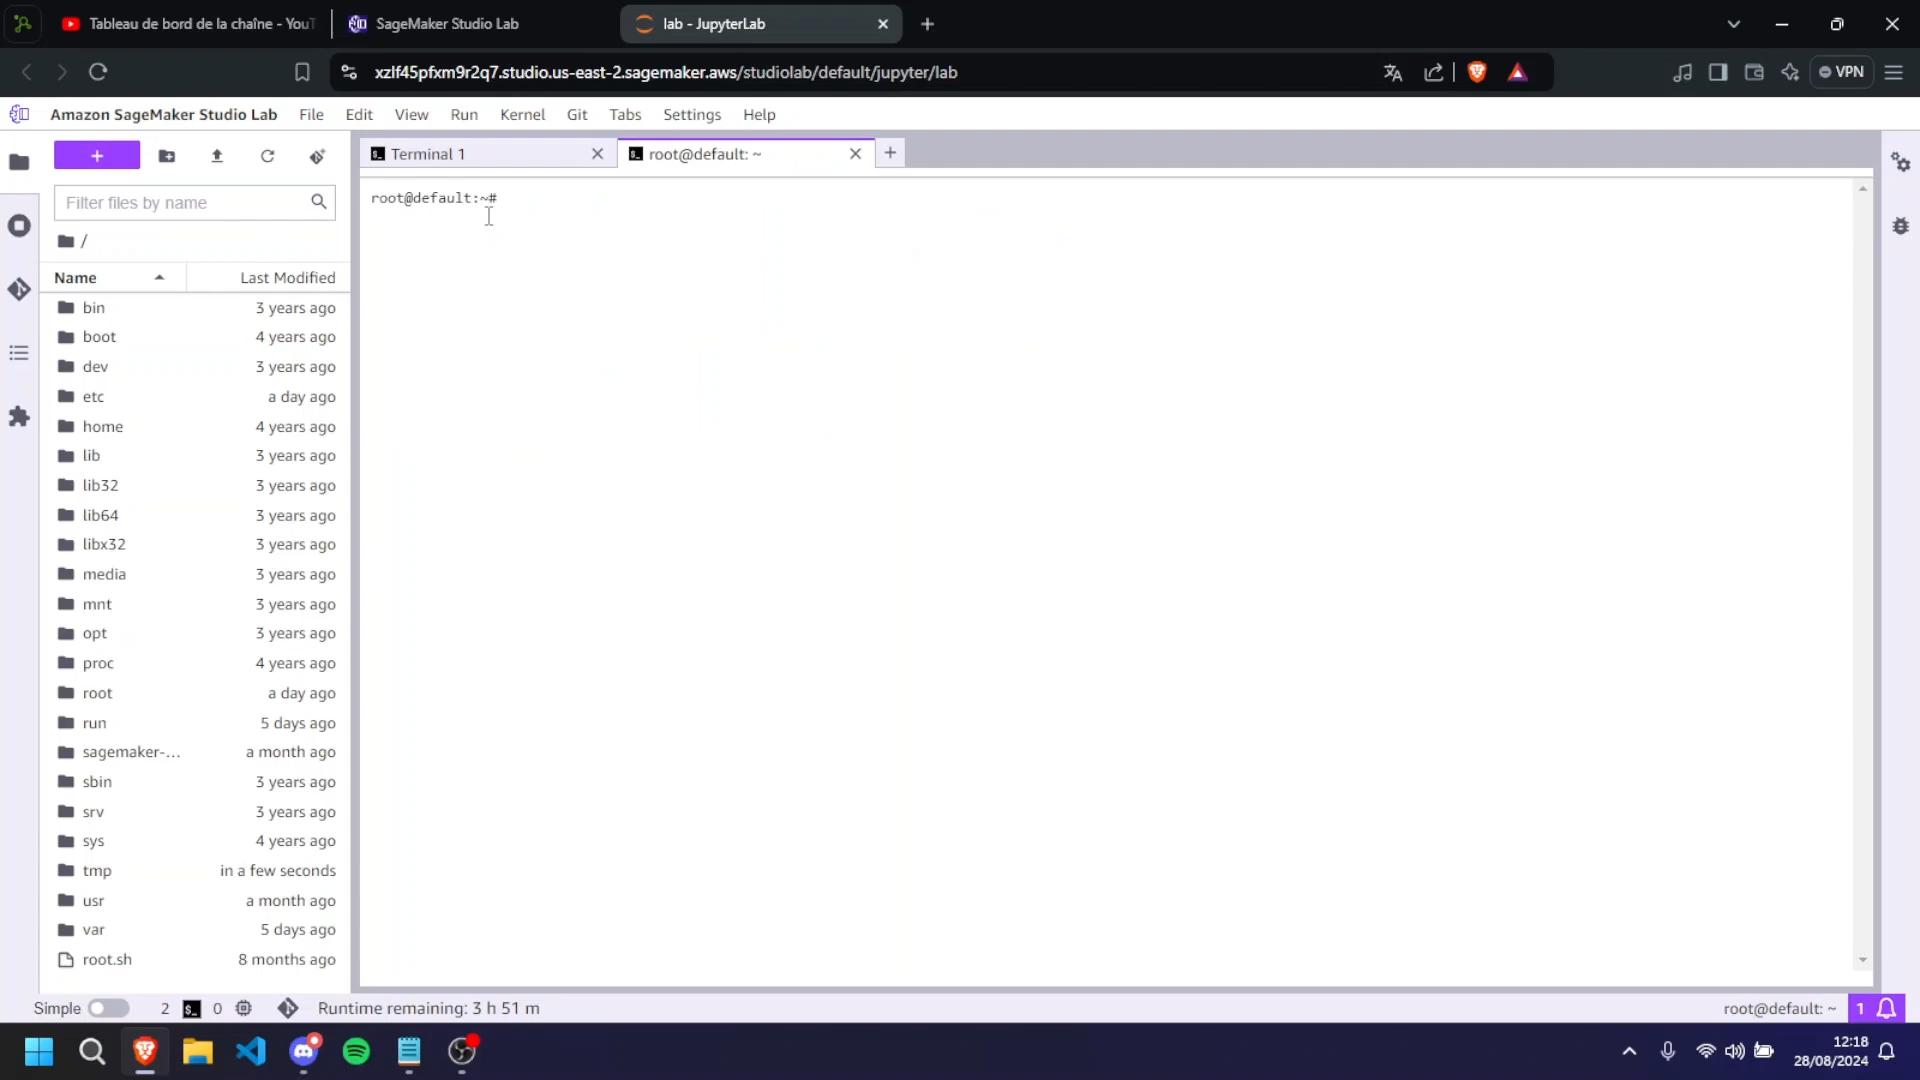 Tableau de bord de la chaîne - YouT
SageMaker Studio Lab
lab - JupyterLab
xzlf45pfxm9r2q7.studio.us-east-2.sagemaker.aws/studiolab/default/jupyter/lab
VPN
Amazon SageMaker Studio Lab
File
Edit
View
Run
Kernel
Git
Tabs
Settings
Help
Terminal 1
root@default: ~
Filter files by name
root@default:~#
/
Name
Last Modified
bin 3 years ago
boot 4 years ago
dev 3 years ago
etc a day ago
home 4 years ago
lib 3 years ago
lib32 3 years ago
lib64 3 years ago
libx32 3 years ago
media 3 years ago
mnt 3 years ago
opt 3 years ago
proc 4 years ago
root a day ago
run 5 days ago
sagemaker-... a month ago
sbin 3 years ago
srv 3 years ago
sys 4 years ago
tmp in a few seconds
usr a month ago
var 5 days ago
root.sh 8 months ago
Simple
2
0
Runtime remaining: 3 h 51 m
root@default: ~
1
12:18
28/08/2024